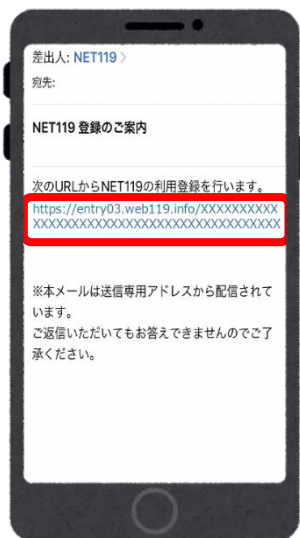 差出人: NET119 >
宛先:
NET119 登録のご案内
次のURLからNET119の利用登録を行います。
https://entry03.web119.info/XXXXXXXXXX
XXXXXXXXXXXXXXXXXXXXXXXXXXXXXXXX
※本メールは送信専用アドレスから配信されて
います。
ご返信いただいてもお答えできませんのでご了
承ください。